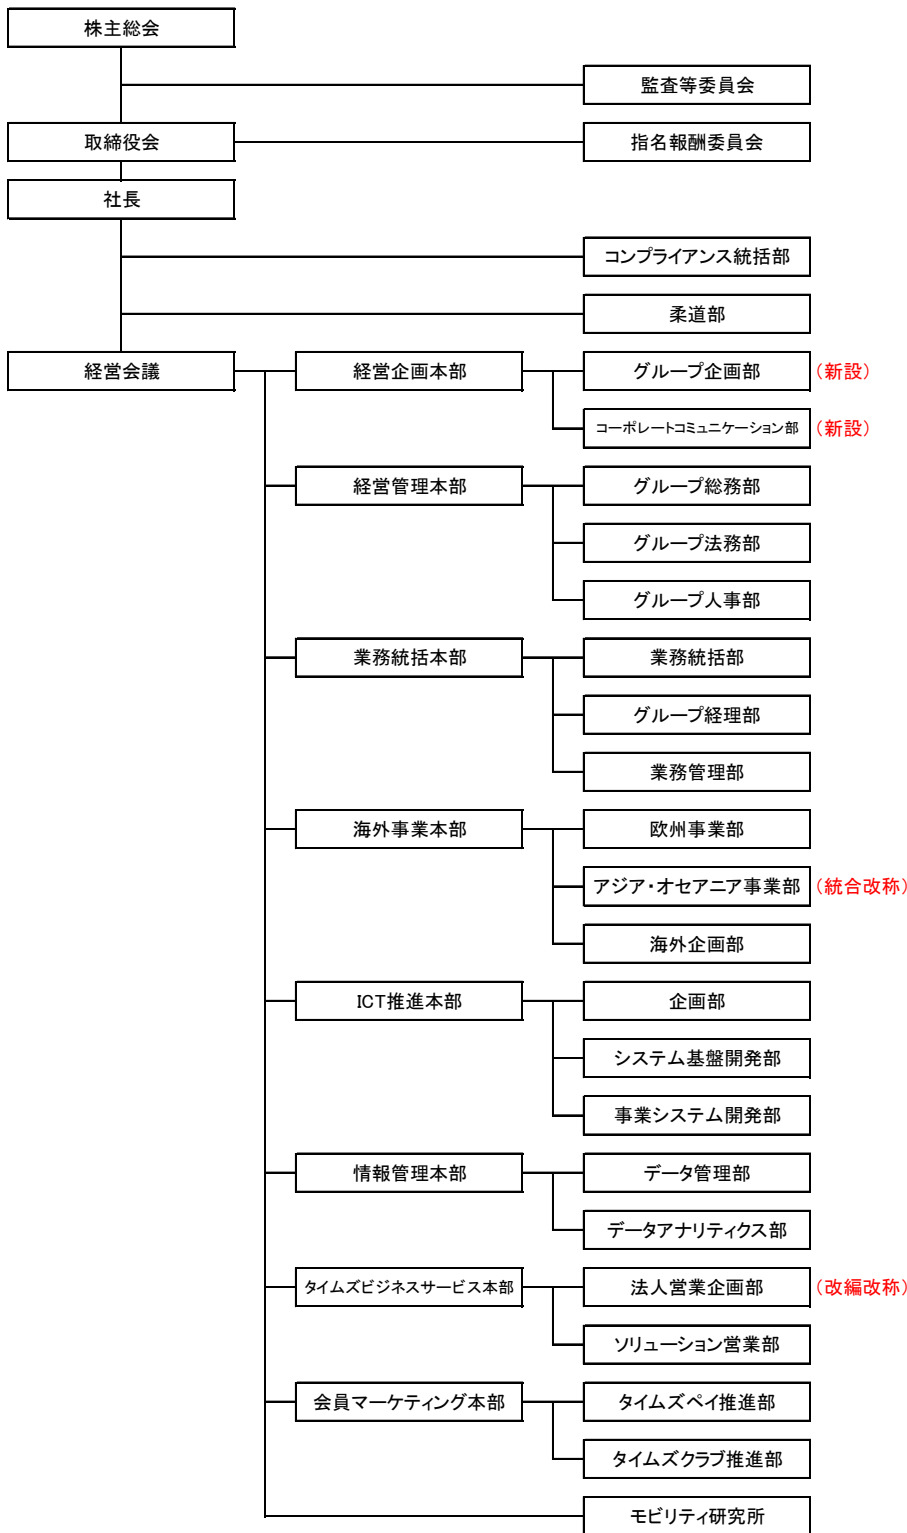 株主総会
監査等委員会
取締役会
指名報酬委員会
社長
コンプライアンス統括部
柔道部
経営会議
経営企画本部
グループ企画部
（新設）
コーポレートコミュニケーション部
（新設）
経営管理本部
グループ総務部
グループ法務部
グループ人事部
業務統括本部
業務統括部
グループ経理部
業務管理部
海外事業本部
欧州事業部
アジア・オセアニア事業部
（統合改称）
海外企画部
ICT推進本部
企画部
システム基盤開発部
事業システム開発部
情報管理本部
データ管理部
データアナリティクス部
タイムズビジネスサービス本部
法人営業企画部
（改編改称）
ソリューション営業部
会員マーケティング本部
タイムズペイ推進部
タイムズクラブ推進部
モビリティ研究所